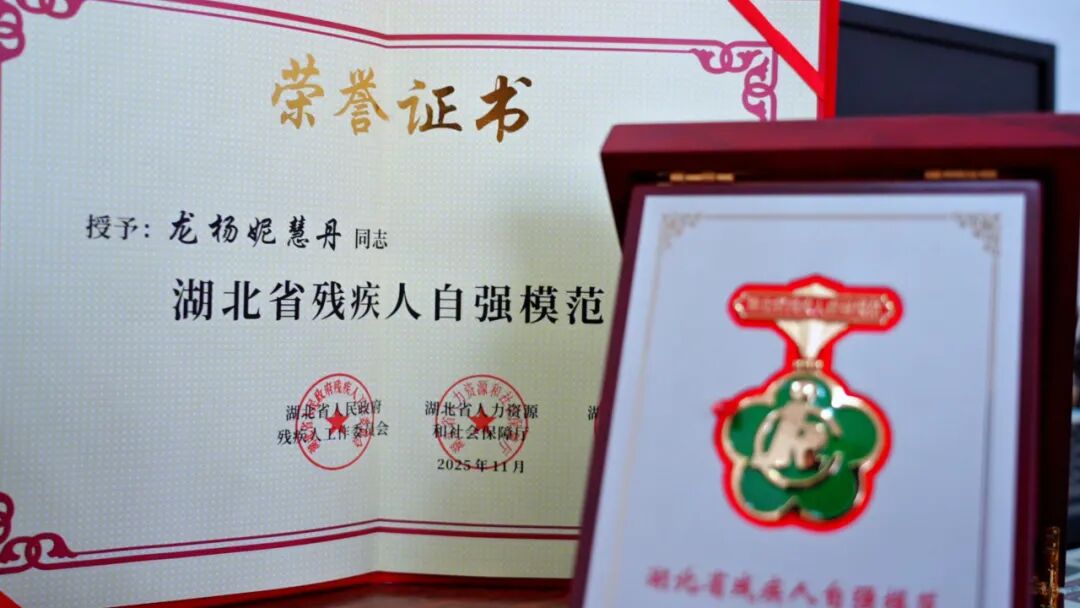 荣誉证书
授予：龙杨妮慧丹同志
湖北省残疾人自强模范
湖北省人民政府
残疾人工作委员会
湖北省人力资源
和社会保障厅
湖
2025年11月
湖北省残疾人自强模范